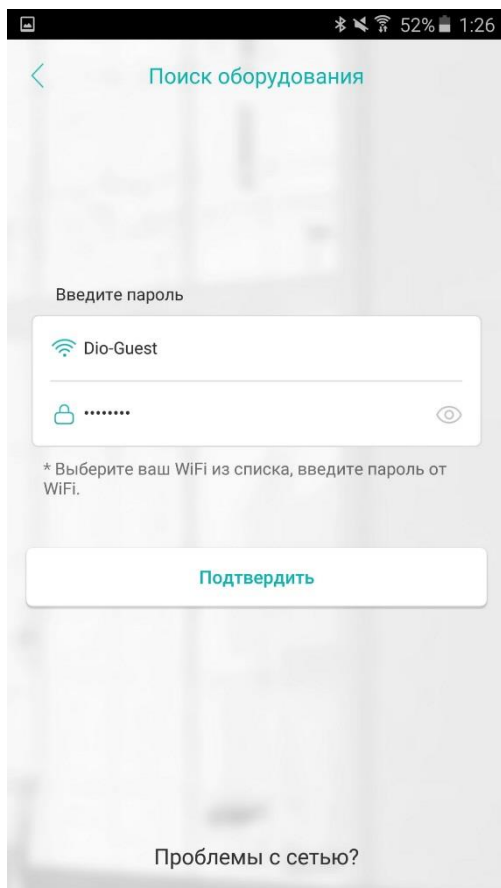 52% 1:26
Поиск оборудования
Введите пароль
Dio-Guest
••••••••
* Выберите ваш WiFi из списка, введите пароль от
WiFi.
Подтвердить
Проблемы с сетью?